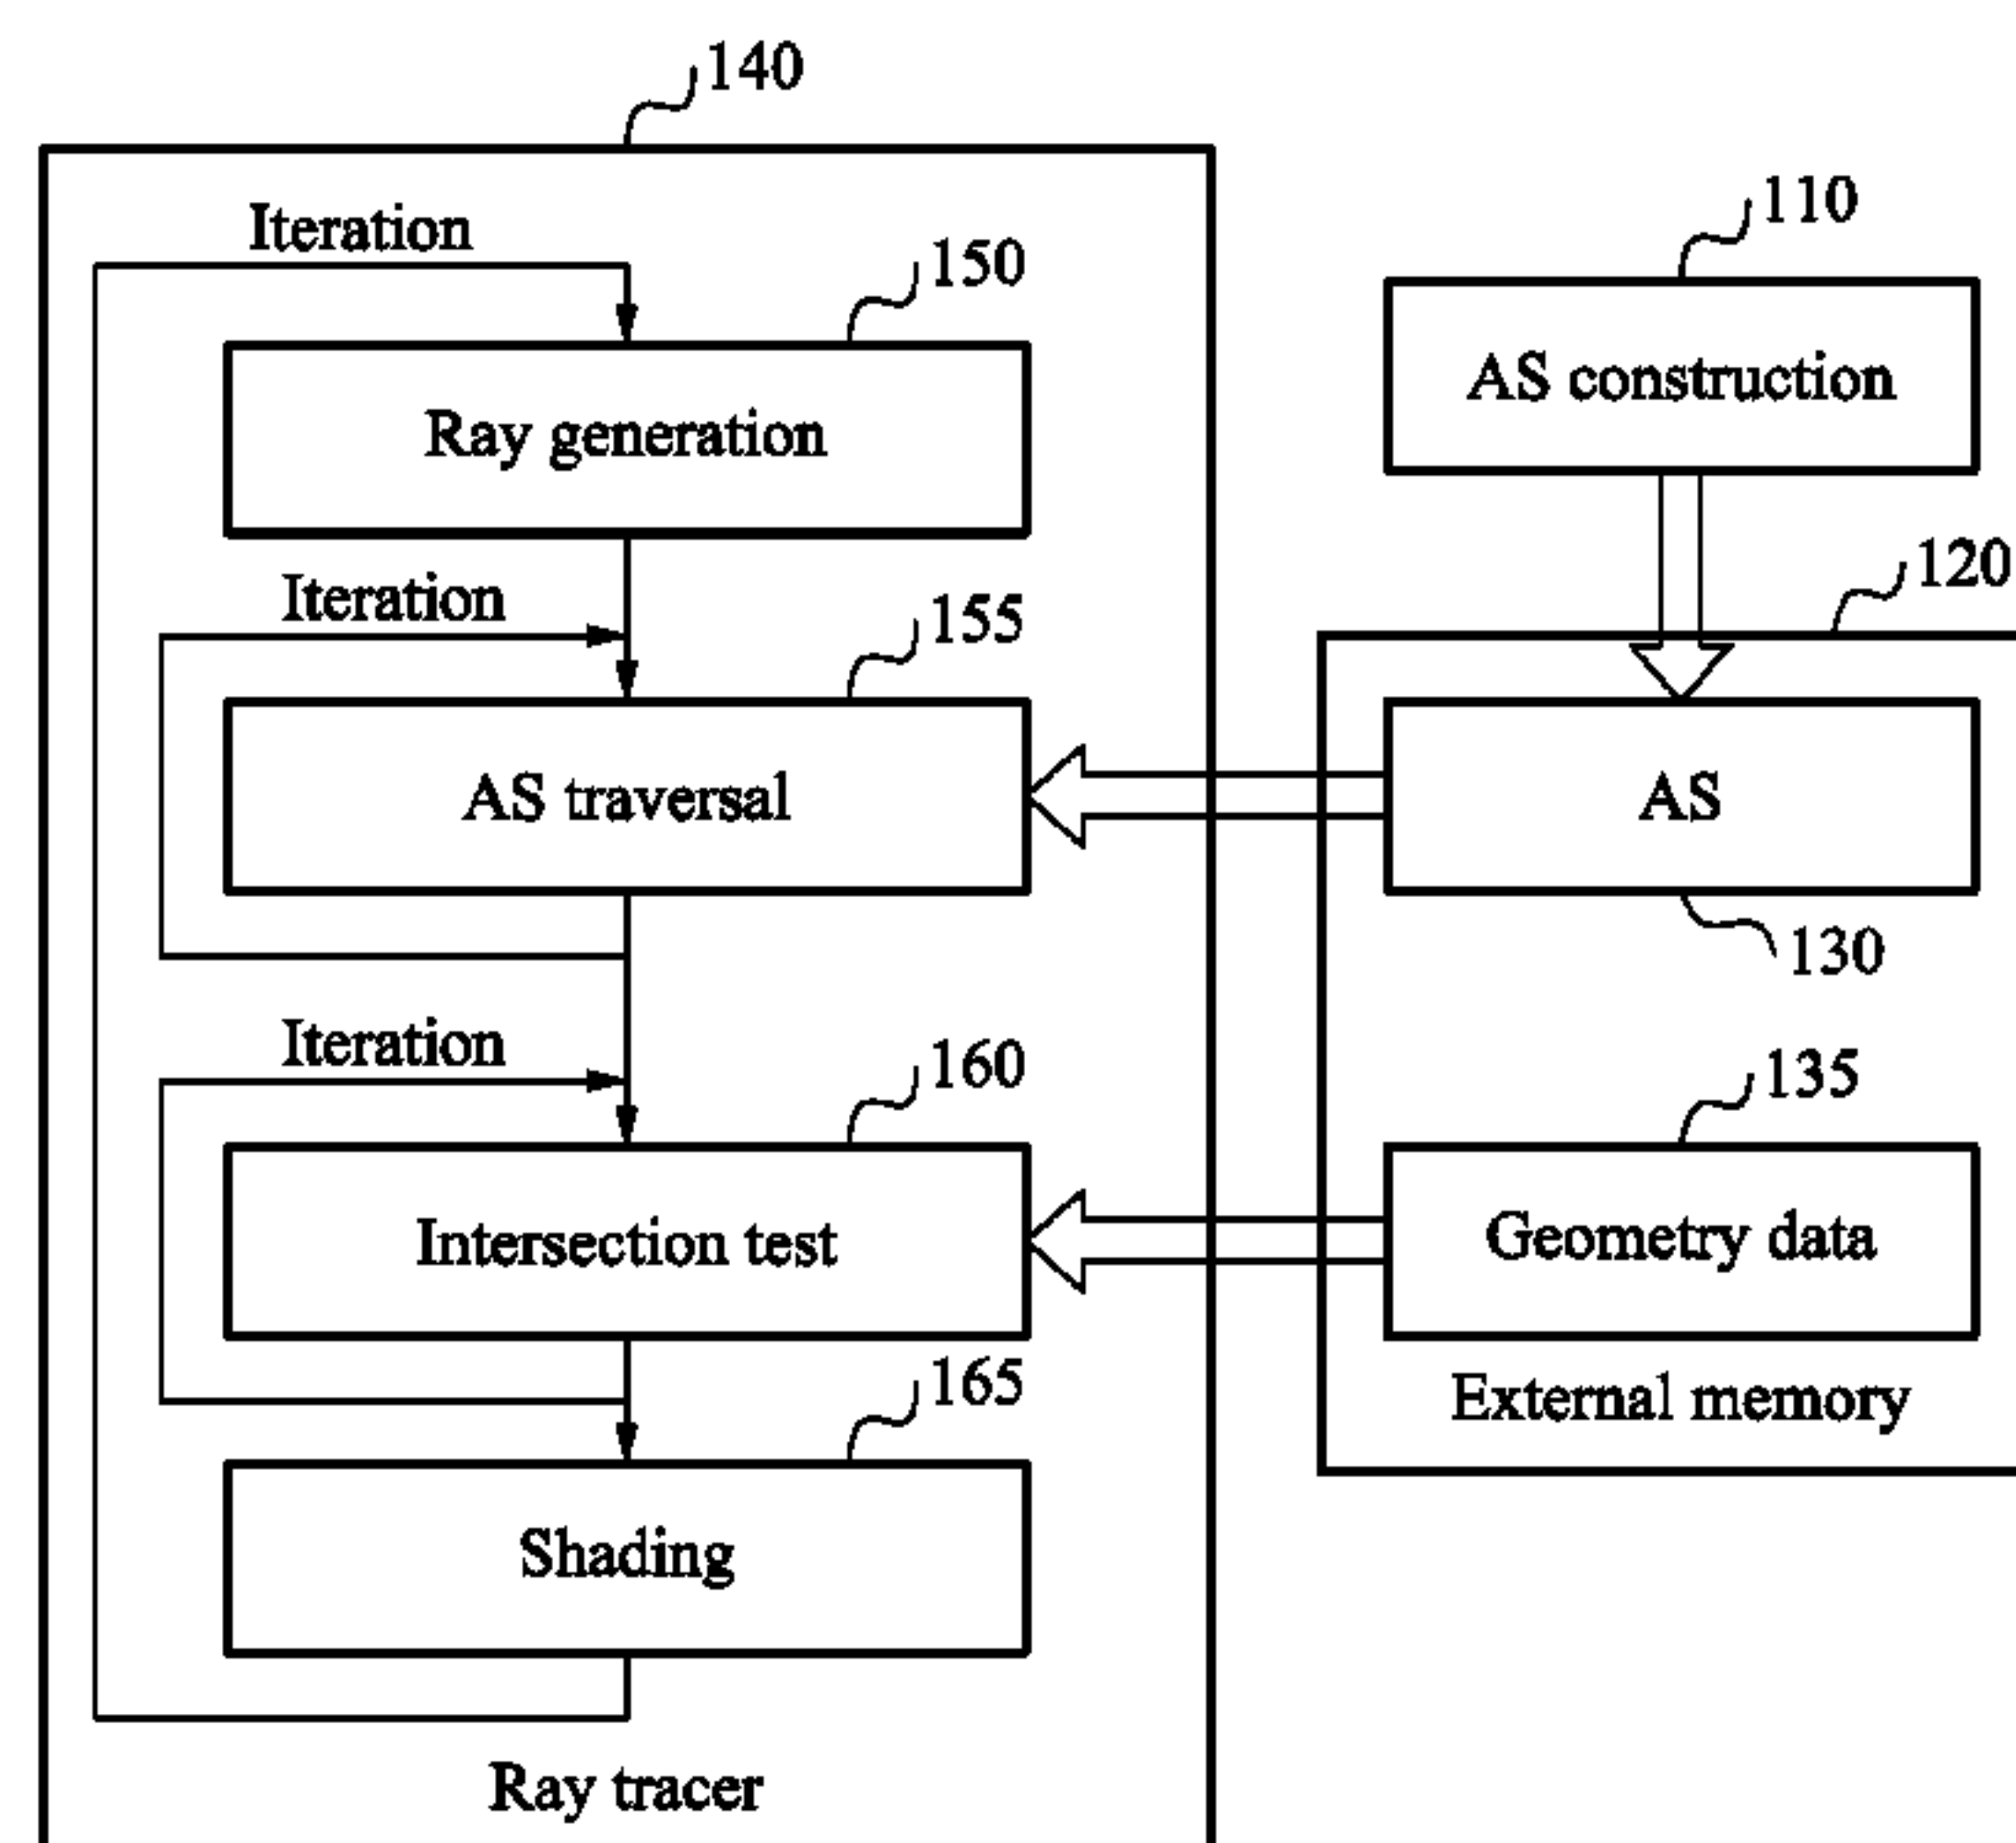 140
Iteration
150
Ray generation
Iteration
155
AS traversal
Iteration
160
Intersection test
165
Shading
Ray tracer
110
AS construction
120
AS
130
135
Geometry data
External memory